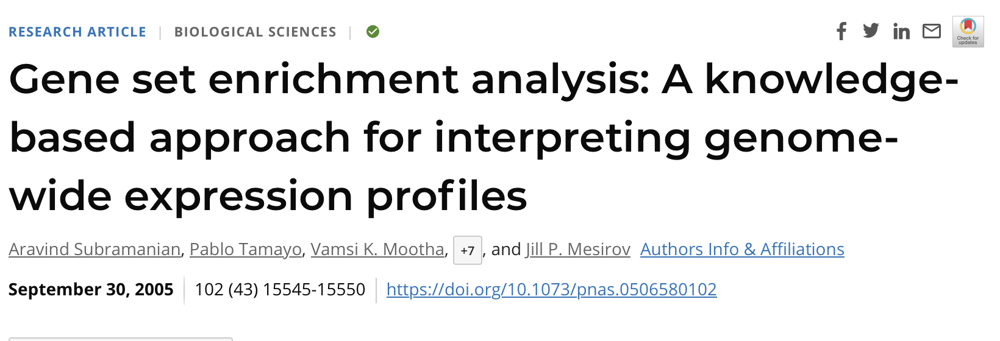 RESEARCH ARTICLE | BIOLOGICAL SCIENCES |
Check for
updates
Gene set enrichment analysis: A knowledge-
based approach for interpreting genome-
wide expression profiles
Aravind Subramanian, Pablo Tamayo, Vamsi K. Mootha, +7, and Jill P. Mesirov Authors Info & Affiliations
September 30, 2005 | 102 (43) 15545-15550 | https://doi.org/10.1073/pnas.0506580102